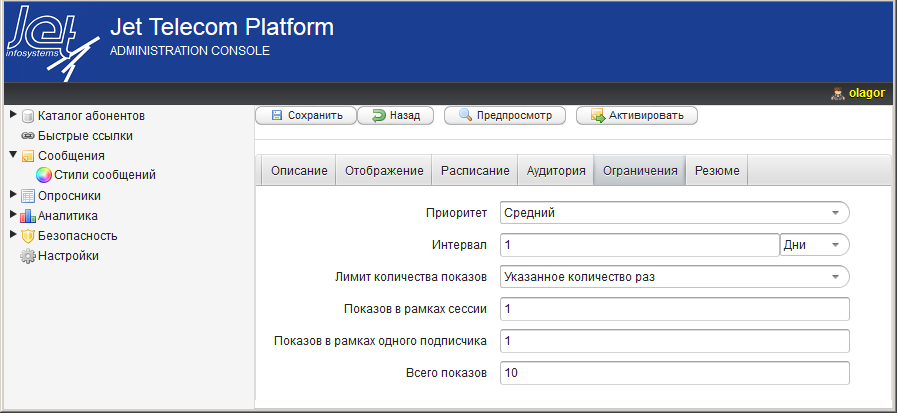 Jet infosystems
Jet Telecom Platform
ADMINISTRATION CONSOLE
olagor
Каталог абонентов
Быстрые ссылки
Сообщения
Стили сообщений
Опросники
Аналитика
Безопасность
Настройки
Сохранить Назад Предпросмотр Активировать
Описание Отображение Расписание Аудитория Ограничения Резюме
Приоритет Средний
Интервал 1 Дни
Лимит количества показов Указанное количество раз
Показов в рамках сессии 1
Показов в рамках одного подписчика 1
Всего показов 10